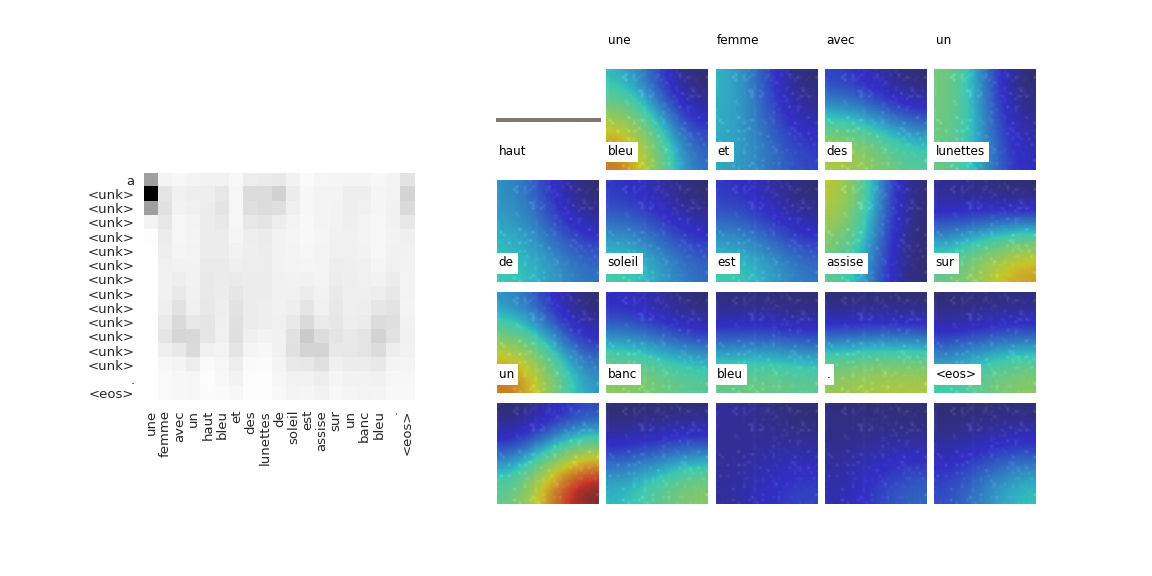 a
<unk>
<unk>
<unk>
<unk>
<unk>
<unk>
<unk>
<unk>
<unk>
<unk>
<unk>
<unk>
<unk>
.
<eos>
une femme avec un haut bleu et des lunettes de soleil est assise sur un banc bleu . <eos>
une femme avec un
haut bleu et des lunettes
de soleil est assise sur
un banc bleu . <eos>